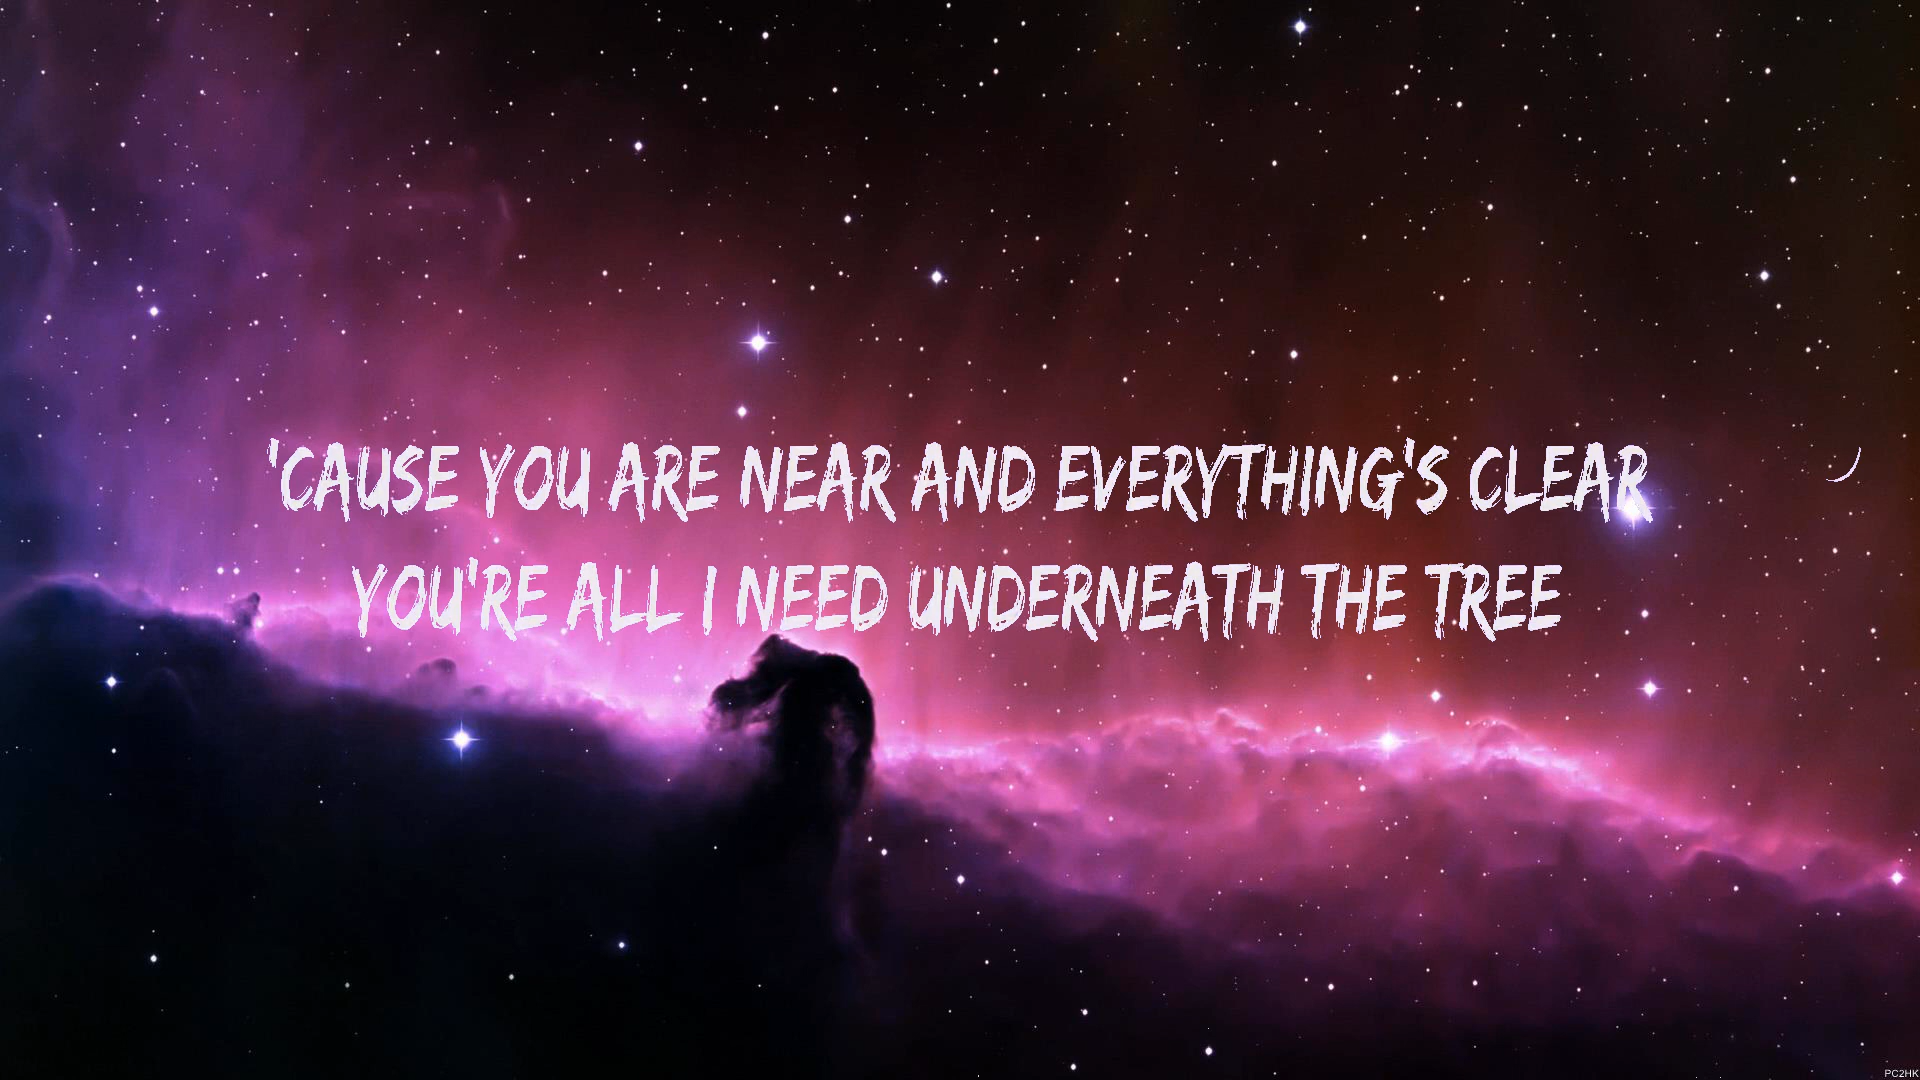 'CAUSE YOU ARE NEAR AND EVERYTHING'S CLEAR
YOU'RE ALL I NEED UNDERNEATH THE TREE
PC2HK